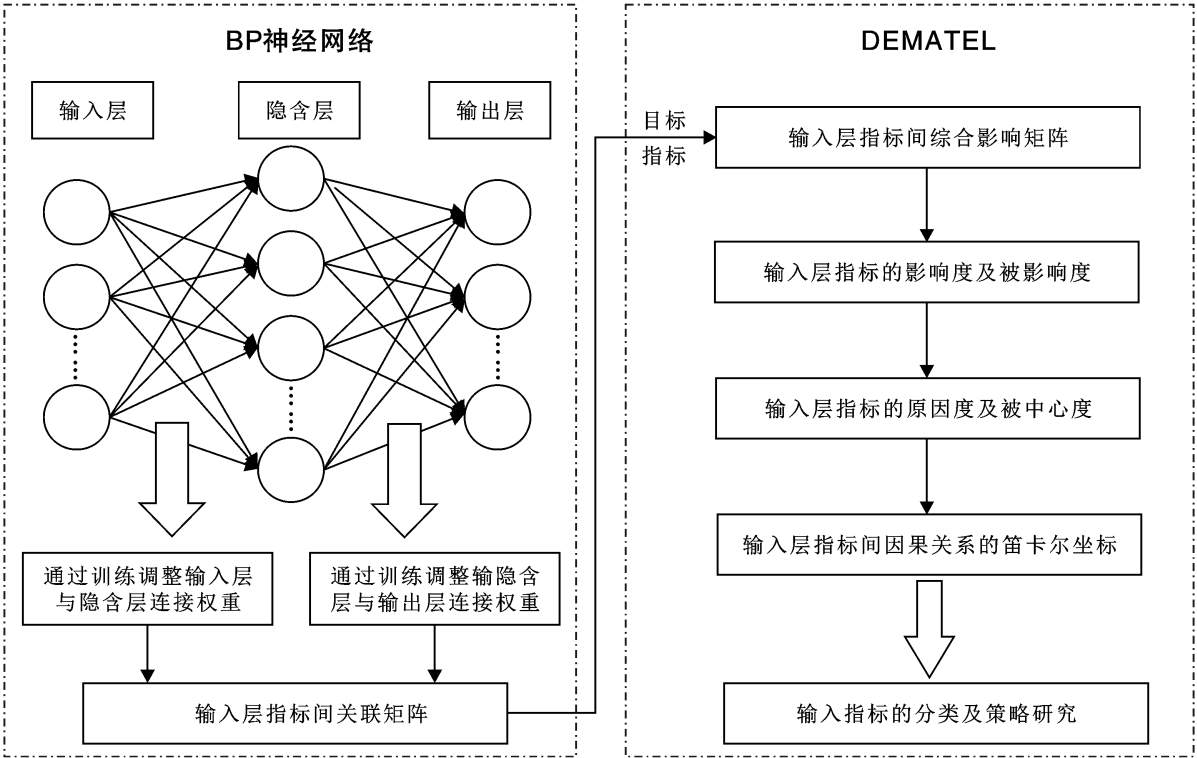 BP神经网络
输入层
隐含层
输出层
通过训练调整输入层
与隐含层连接权重
通过训练调整输隐含
层与输出层连接权重
输入层指标间关联矩阵
目标
指标
DEMATEL
输入层指标间综合影响矩阵
输入层指标的影响度及被影响度
输入层指标的原因度及被中心度
输入层指标间因果关系的笛卡尔坐标
输入指标的分类及策略研究